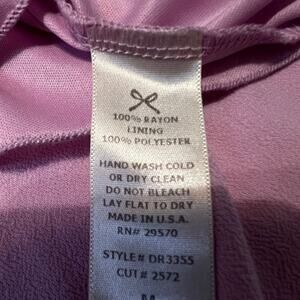 100% RAYON
LINING
100% POLYESTER
HAND WASH COLD
OR DRY CLEAN
DO NOT BLEACH
LAY FLAT TO DRY
MADE IN U.S.A.
RN# 29570
STYLE# DR3355
CUT# 2572
M